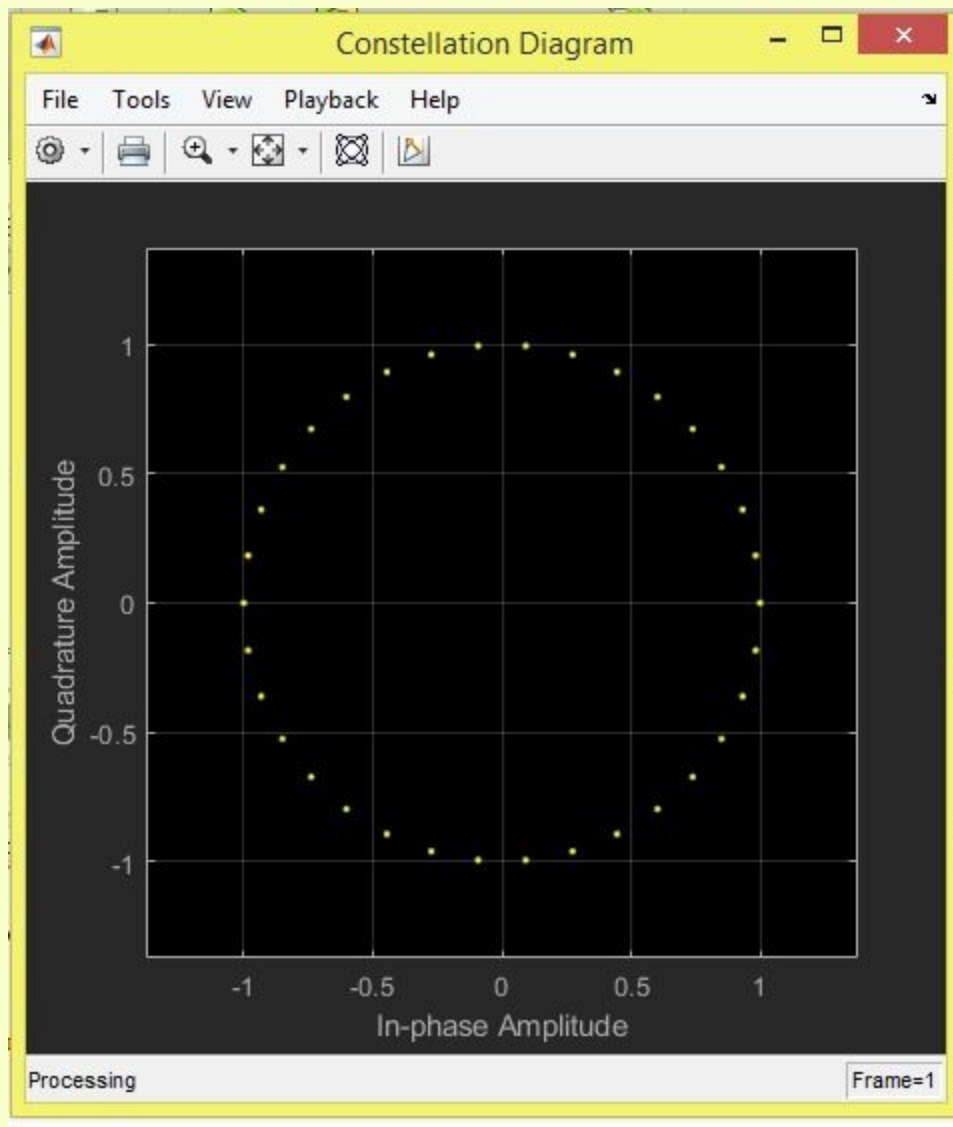 Constellation Diagram
File Tools View Playback Help
1
0.5
0
-0.5
-1
Quadrature Amplitude
-1 -0.5 0 0.5 1
In-phase Amplitude
Processing Frame=1